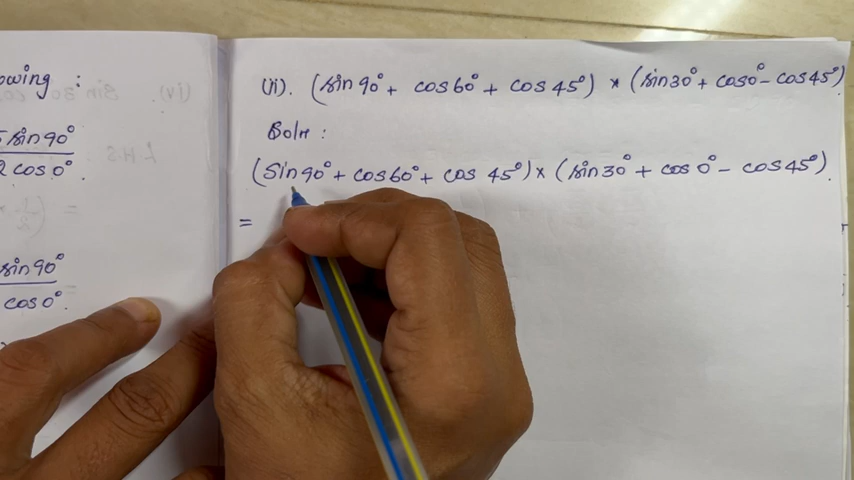 owing :
5 sin 90°
2 cos 0°.
sin 90°
cos 0°.
(ii). (sin 90° + cos 60° + cos 45°) × (sin 30° + cos 0° − cos 45°)
Soln :
(Sin 90° + cos 60° + cos 45°) × (sin 30° + cos 0° − cos 45°).
=